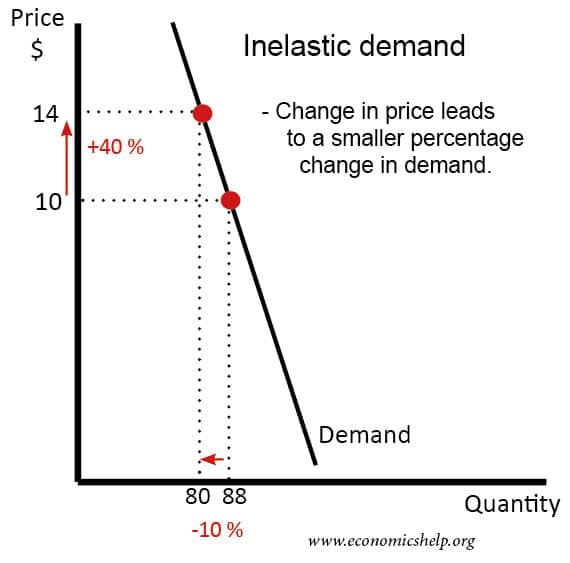 Price
$
Inelastic demand
- Change in price leads
to a smaller percentage
change in demand.
14
+40 %
10
Demand
80 88
Quantity
-10 %
www.economicshelp.org